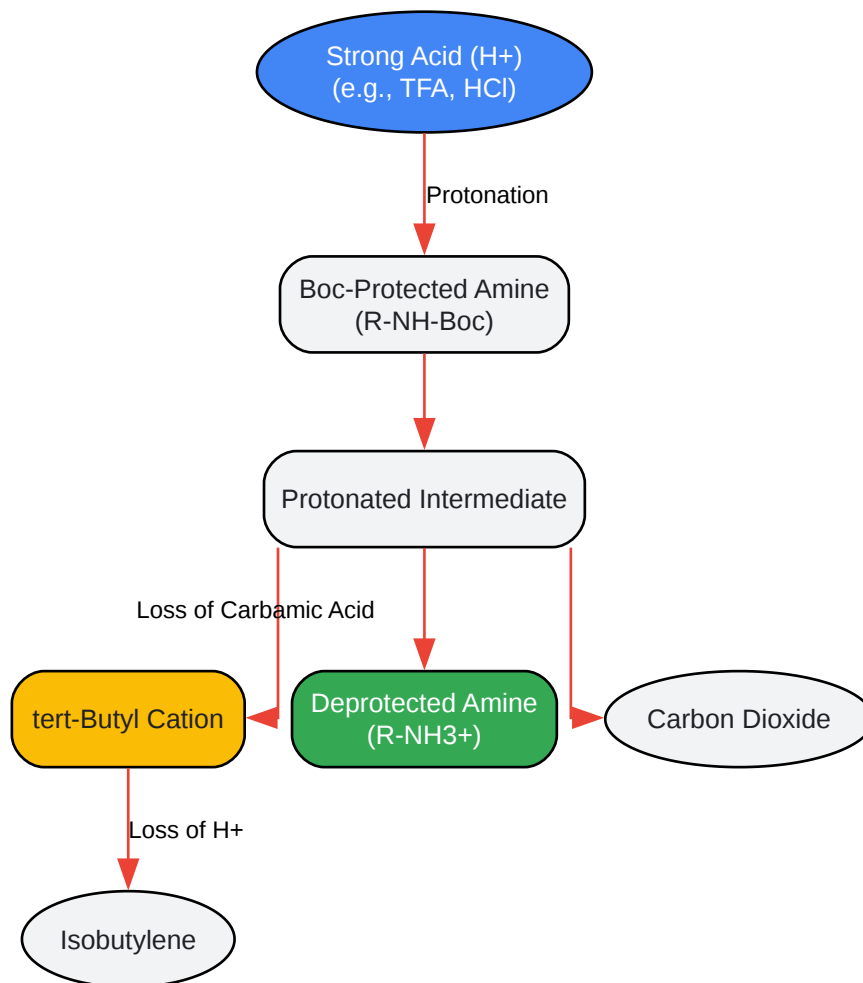 Strong Acid (H+)
(e.g., TFA, HCl)
Protonation
Boc-Protected Amine
(R-NH-Boc)
Protonated Intermediate
Loss of Carbamic Acid
tert-Butyl Cation
Deprotected Amine
(R-NH3+)
Carbon Dioxide
Loss of H+
Isobutylene